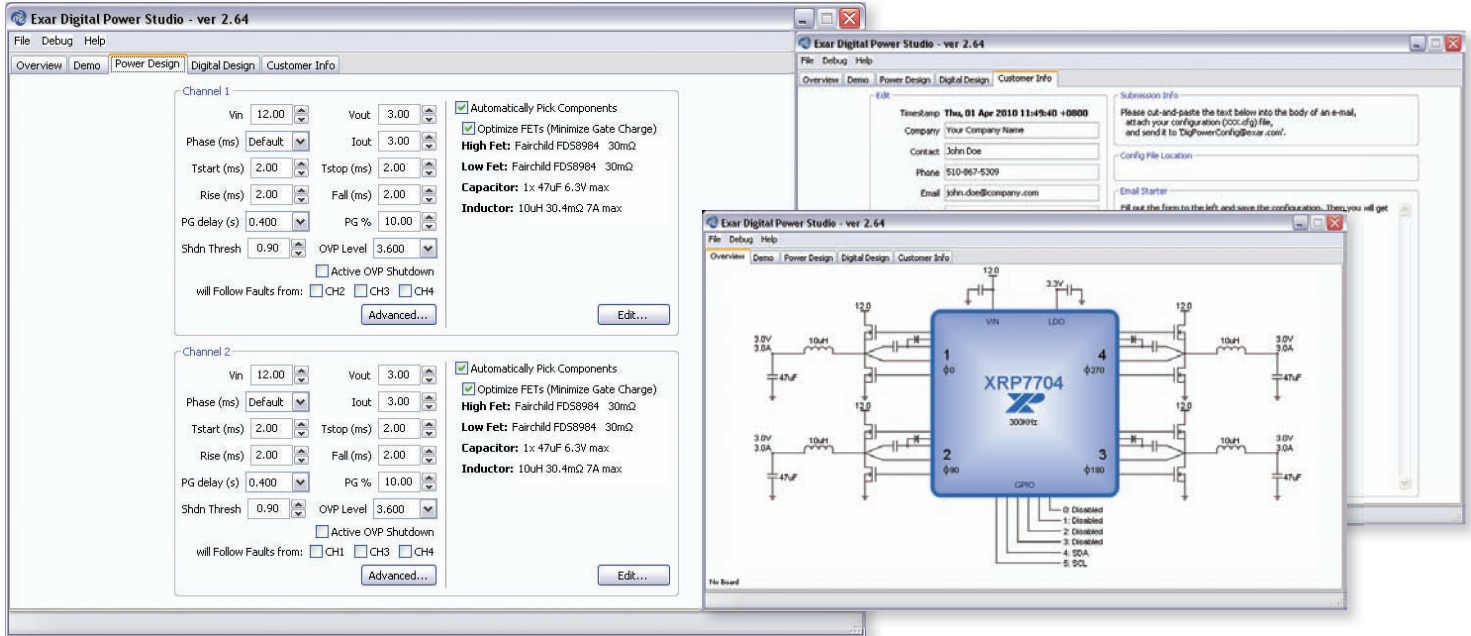 Exar Digital Power Studio - ver 2.64
File Debug Help
Overview Demo Power Design Digital Design Customer Info
Channel 1
Vin 12.00 Vout 3.00
Phase (ms) Default Iout 3.00
Tstart (ms) 2.00 Tstop (ms) 2.00
Rise (ms) 2.00 Fall (ms) 2.00
PG delay (s) 0.400 PG % 10.00
Shdn Thresh 0.90 OVP Level 3.600
Active OVP Shutdown
will Follow Faults from: CH2 CH3 CH4
Advanced...
Automatically Pick Components
Optimize FETs (Minimize Gate Charge)
High Fet: Fairchild FDS8984 30mΩ
Low Fet: Fairchild FDS8984 30mΩ
Capacitor: 1x 47uF 6.3V max
Inductor: 10uH 30.4mΩ 7A max
Edit...
Channel 2
Vin 12.00 Vout 3.00
Phase (ms) Default Iout 3.00
Tstart (ms) 2.00 Tstop (ms) 2.00
Rise (ms) 2.00 Fall (ms) 2.00
PG delay (s) 0.400 PG % 10.00
Shdn Thresh 0.90 OVP Level 3.600
Active OVP Shutdown
will Follow Faults from: CH1 CH3 CH4
Advanced...
Automatically Pick Components
Optimize FETs (Minimize Gate Charge)
High Fet: Fairchild FDS8984 30mΩ
Low Fet: Fairchild FDS8984 30mΩ
Capacitor: 1x 47uF 6.3V max
Inductor: 10uH 30.4mΩ 7A max
Edit...
Exar Digital Power Studio - ver 2.64
File Debug Help
Overview Demo Power Design Digital Design Customer Info
Edit
Timestamp Thu, 01 Apr 2010 11:49:40 +0800
Company Your Company Name
Contact John Doe
Phone 510-867-5309
Email john.doe@company.com
Submission Info
Please cut-and-paste the text below into the body of an e-mail,
attach your configuration (XXX.cfg) file,
and send it to 'DigPowerConfig@exar.com'.
Config File Location
Email Starter
Fill out the form to the left and save the configuration. Then you will get
Exar Digital Power Studio - ver 2.64
File Debug Help
Overview Demo Power Design Digital Design Customer Info
12.0 3.3V
VIN LDO
12.0 12.0
3.0V 10uH 10uH 3.0V
3.0A 3.0A
1 4
ϕ0 ϕ270
47uF 47uF
XRP7704
XP
300KHz
12.0 12.0
3.0V 10uH 10uH 3.0V
3.0A 3.0A
2 3
ϕ90 ϕ180
47uF 47uF
GPIO
0: Disabled
1: Disabled
2: Disabled
3: Disabled
4: SDA
5: SCL
No Board